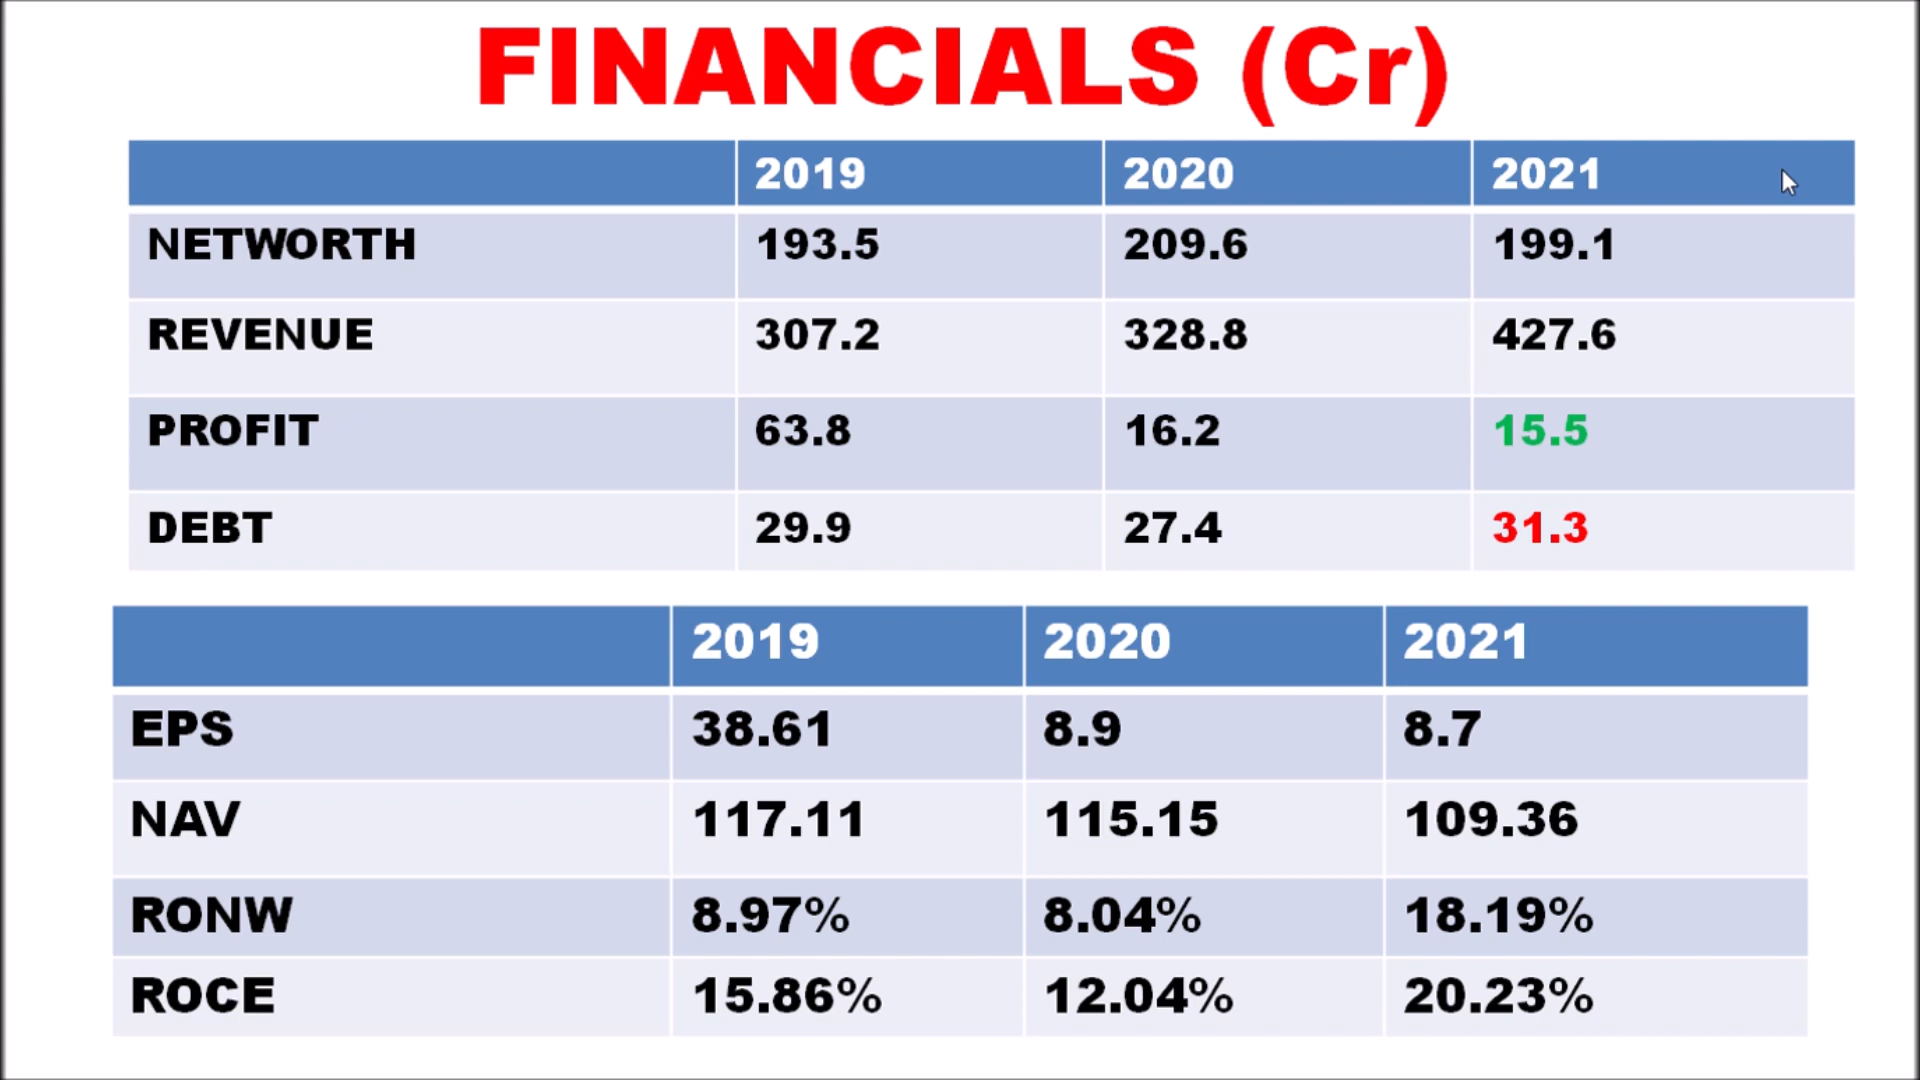 FINANCIALS (Cr)
2019 2020 2021
NETWORTH 193.5 209.6 199.1
REVENUE 307.2 328.8 427.6
PROFIT 63.8 16.2 15.5
DEBT 29.9 27.4 31.3
2019 2020 2021
EPS 38.61 8.9 8.7
NAV 117.11 115.15 109.36
RONW 8.97% 8.04% 18.19%
ROCE 15.86% 12.04% 20.23%